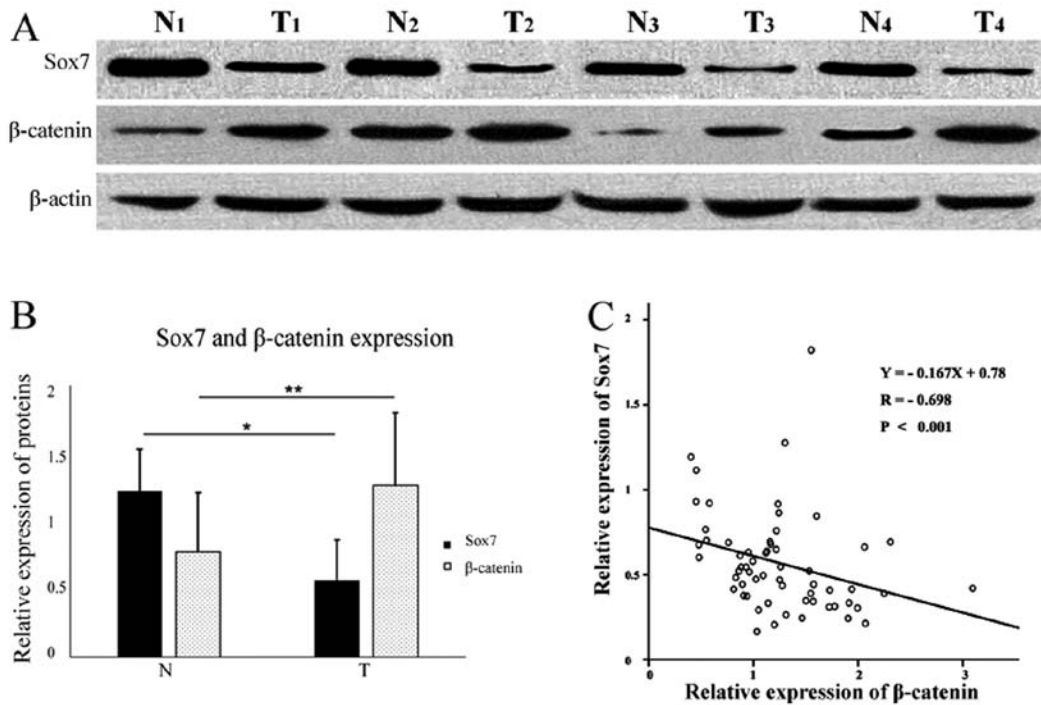 A
N1 T1 N2 T2 N3 T3 N4 T4
Sox7
β-catenin
β-actin
B
Sox7 and β-catenin expression
Relative expression of proteins
2
1.5
1
0.5
0
**
*
Sox7
β-catenin
N T
C
Relative expression of Sox7
2
1.5
1
0.5
0
Y = - 0.167X + 0.78
R = - 0.698
P < 0.001
0 1 2 3
Relative expression of β-catenin